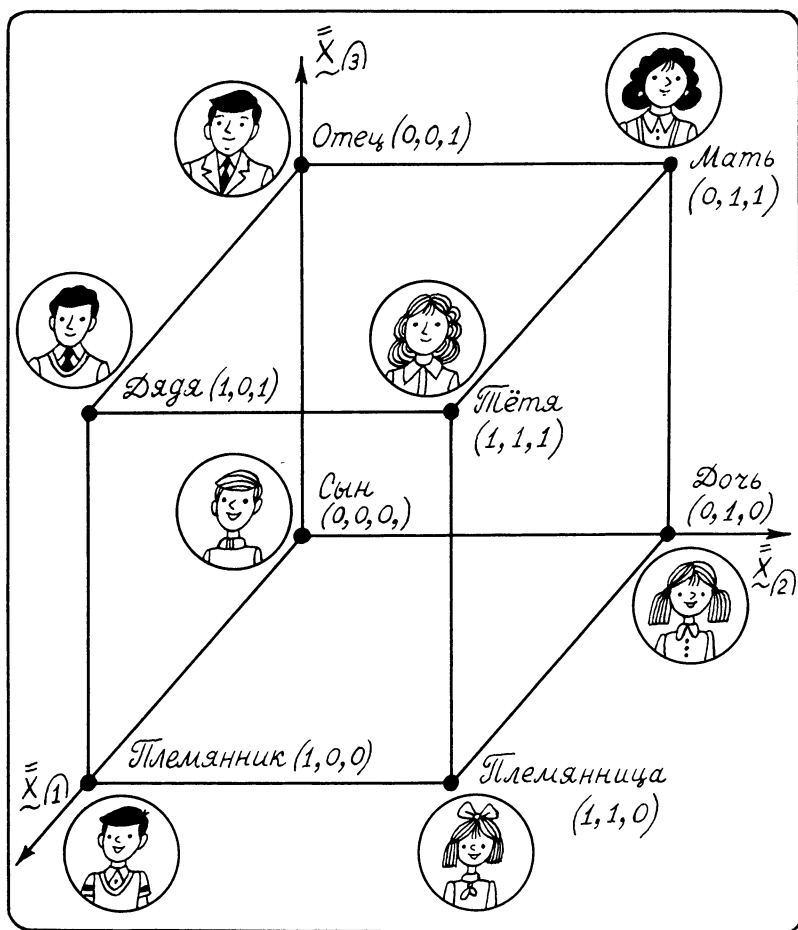 X̿(3)
Отец (0,0,1)
Мать
(0,1,1)
Дядя (1,0,1)
Тётя
(1,1,1)
Сын
(0,0,0,)
Дочь
(0,1,0)
X̿(2)
Племянник (1,0,0)
X̿(1)
Племянница
(1,1,0)